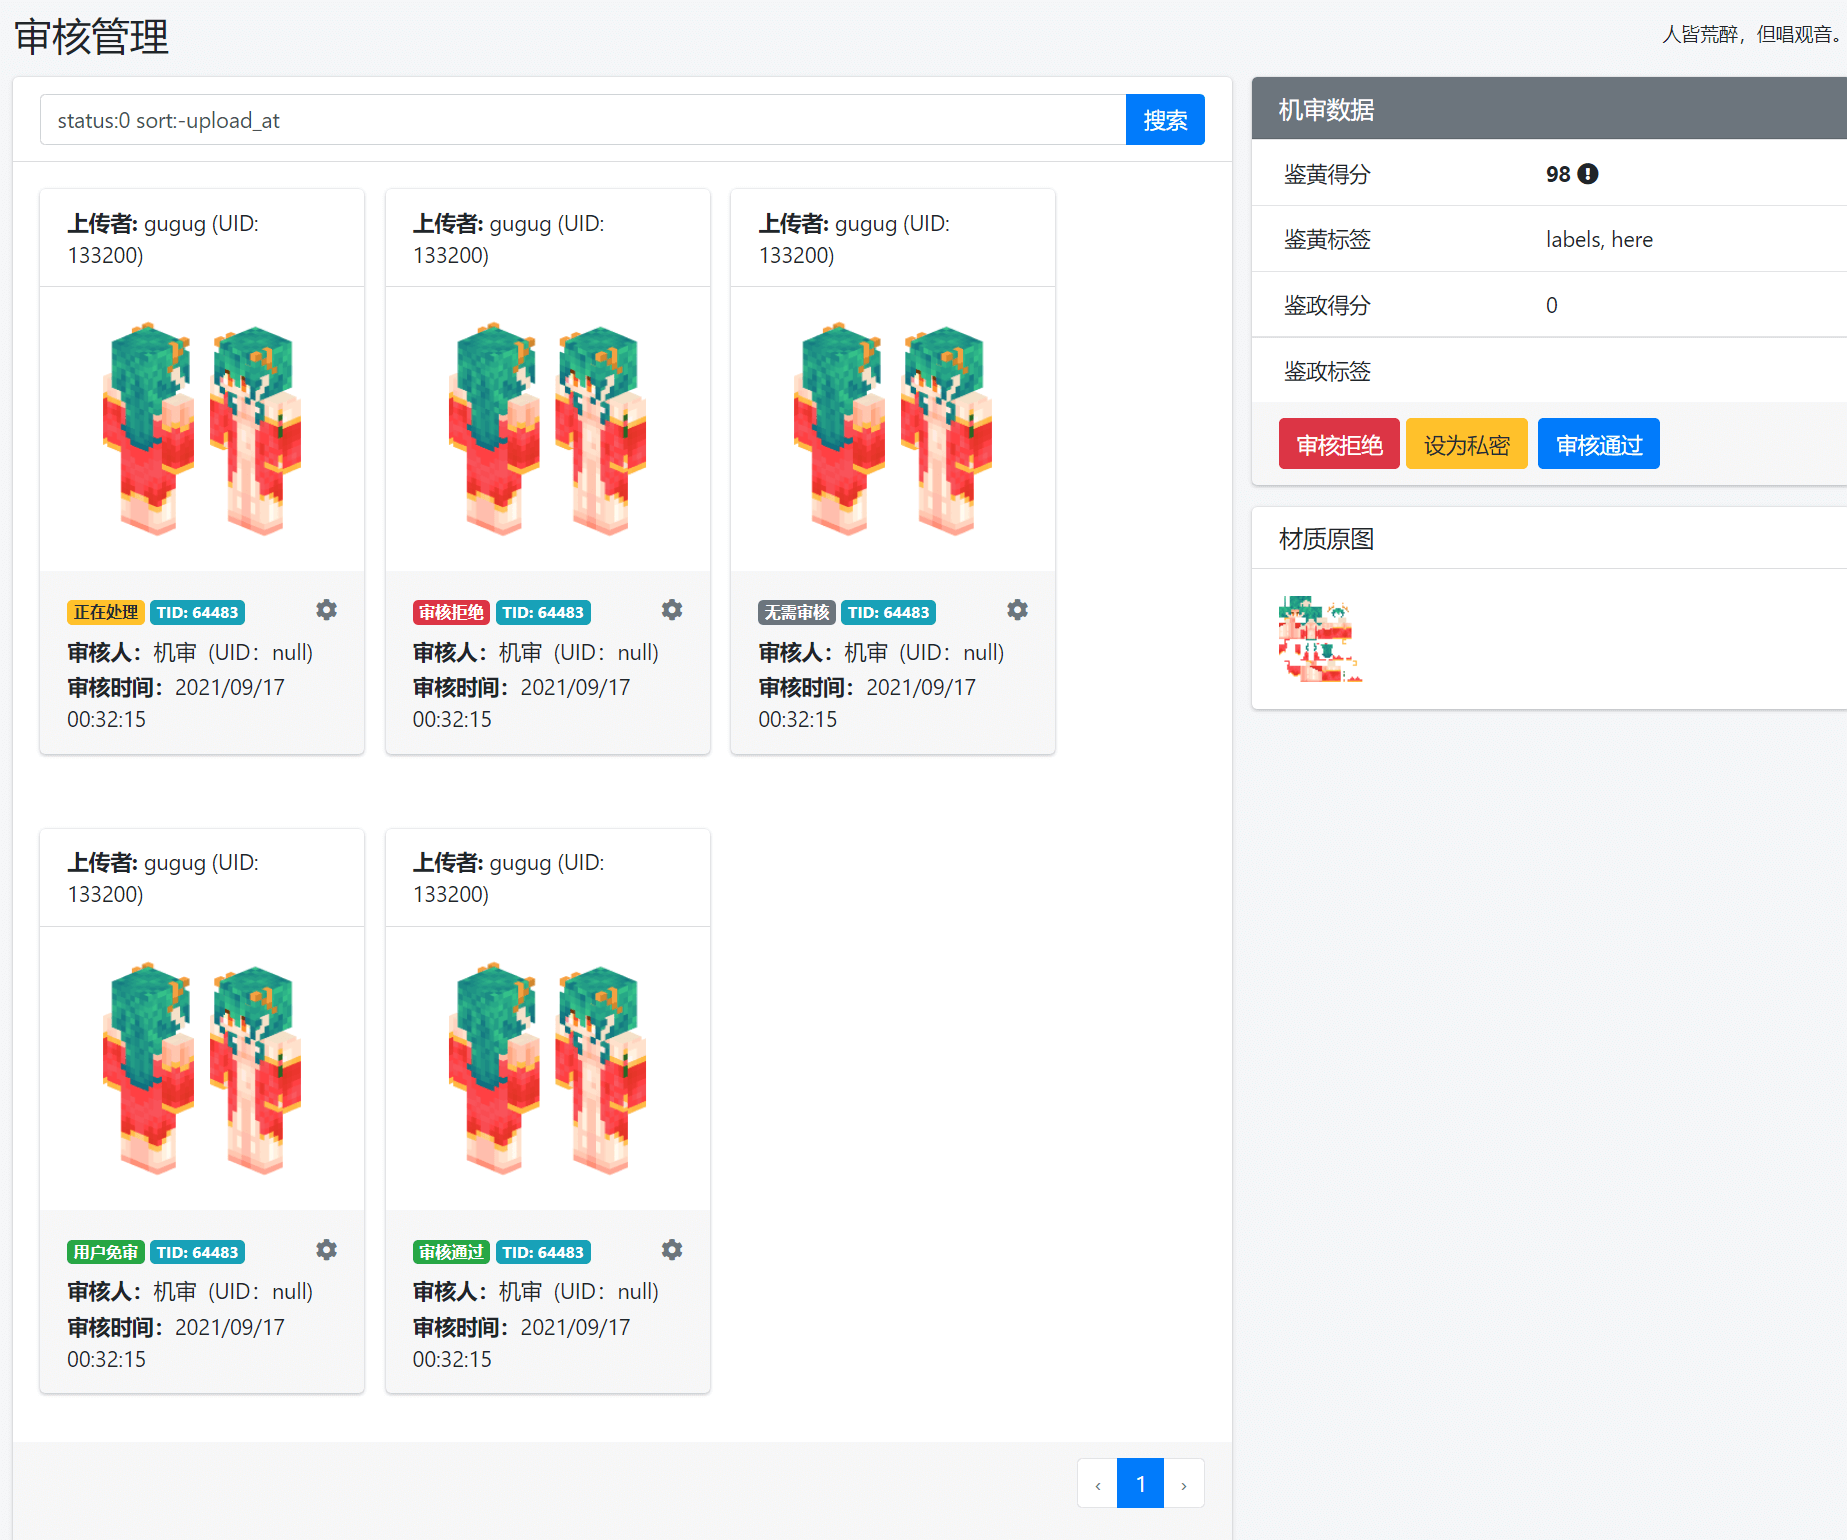 审核管理
人皆荒醉，但唱观音。
status:0 sort:-upload_at
搜索
上传者: gugug (UID:
133200)
正在处理 TID: 64483
审核人：机审（UID：null)
审核时间：2021/09/17
00:32:15
上传者: gugug (UID:
133200)
审核拒绝 TID: 64483
审核人：机审（UID：null)
审核时间：2021/09/17
00:32:15
上传者: gugug (UID:
133200)
无需审核 TID: 64483
审核人：机审（UID：null)
审核时间：2021/09/17
00:32:15
上传者: gugug (UID:
133200)
用户免审 TID: 64483
审核人：机审（UID：null)
审核时间：2021/09/17
00:32:15
上传者: gugug (UID:
133200)
审核通过 TID: 64483
审核人：机审（UID：null)
审核时间：2021/09/17
00:32:15
‹ 1 ›
机审数据
鉴黄得分 98
鉴黄标签 labels, here
鉴政得分 0
鉴政标签
审核拒绝 设为私密 审核通过
材质原图